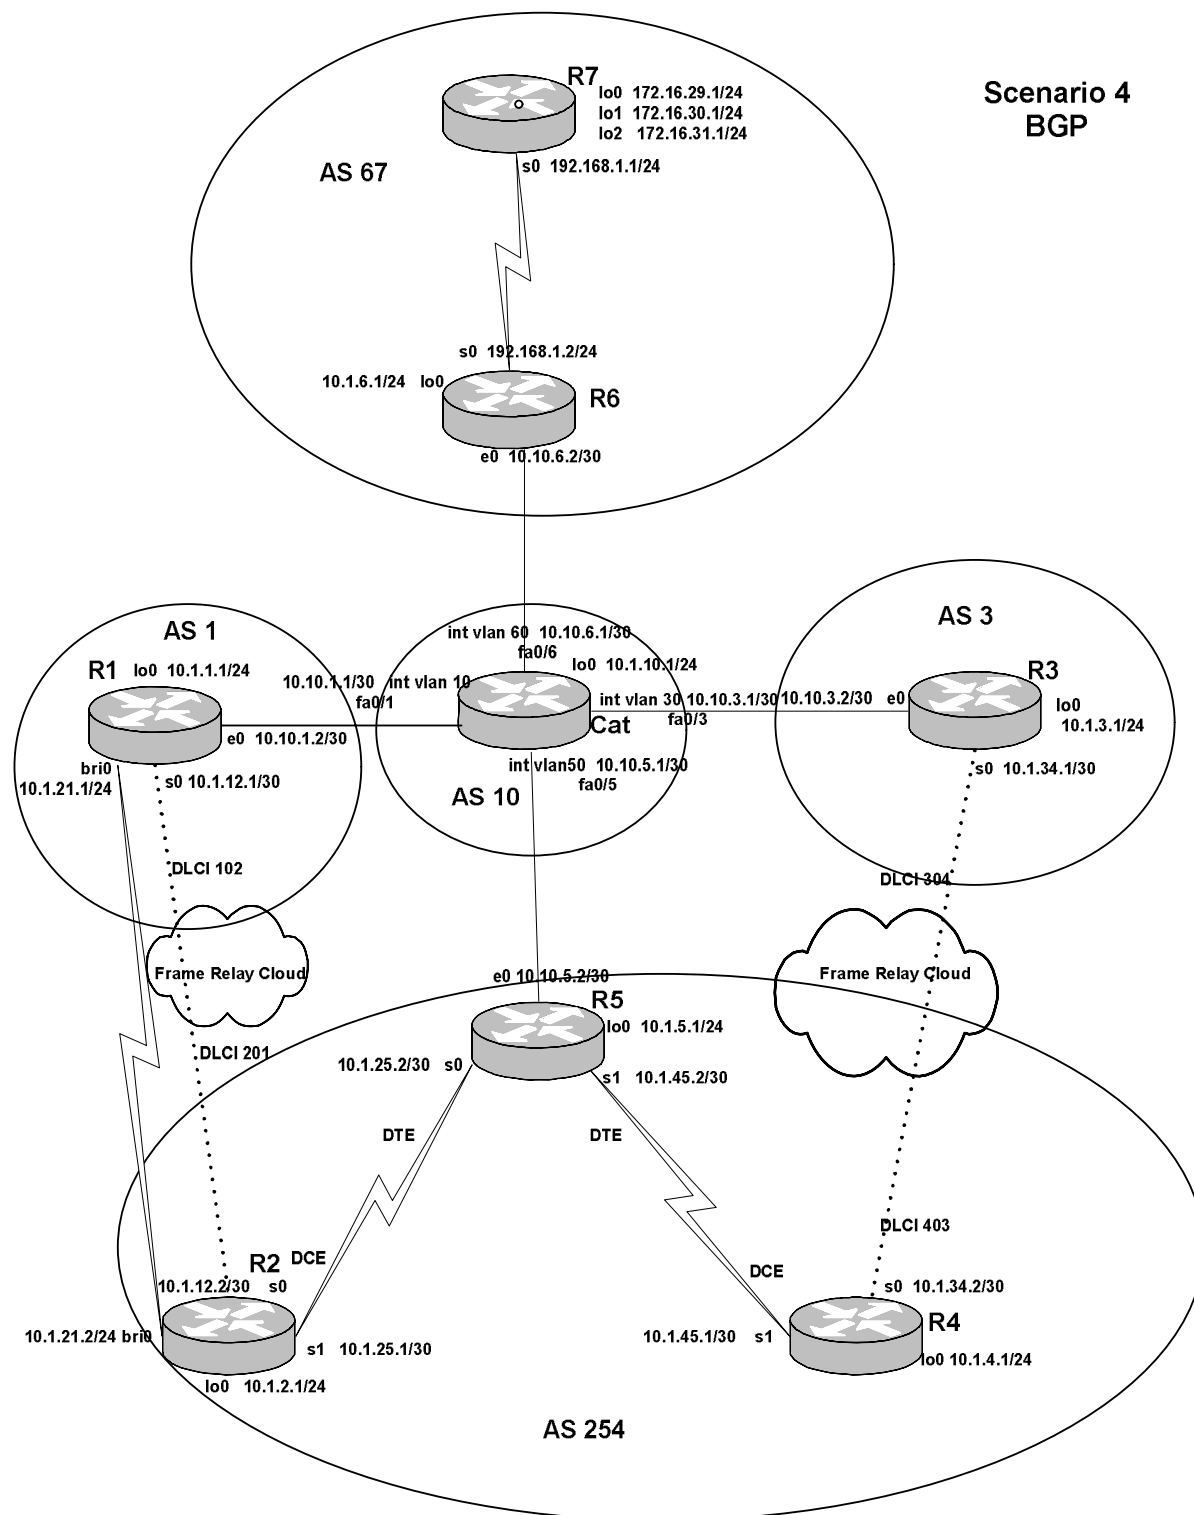 R7
lo0 172.16.29.1/24
lo1 172.16.30.1/24
lo2 172.16.31.1/24
Scenario 4
BGP
AS 67
s0 192.168.1.1/24
s0 192.168.1.2/24
10.1.6.1/24 lo0
R6
e0 10.10.6.2/30
AS 1
int vlan 60 10.10.6.1/30
fa0/6
AS 3
R1
lo0 10.1.1.1/24
10.10.1.1/30 int vlan 10
fa0/1
lo0 10.1.10.1/24
int vlan 30 10.10.3.1/30
fa0/3
10.10.3.2/30 e0
R3
lo0
10.1.3.1/24
Cat
e0 10.10.1.2/30
bri0
10.1.21.1/24
s0 10.1.12.1/30
int vlan50 10.10.5.1/30
fa0/5
AS 10
s0 10.1.34.1/30
DLCI 102
DLCI 304
Frame Relay Cloud
Frame Relay Cloud
e0 10.10.5.2/30
R5
lo0 10.1.5.1/24
DLCI 201
10.1.25.2/30 s0
s1 10.1.45.2/30
DTE
DTE
DLCI 403
R2
DCE
DCE
10.1.12.2/30 s0
s0 10.1.34.2/30
R4
10.1.21.2/24 bri0
s1 10.1.25.1/30
10.1.45.1/30 s1
lo0 10.1.4.1/24
lo0 10.1.2.1/24
AS 254